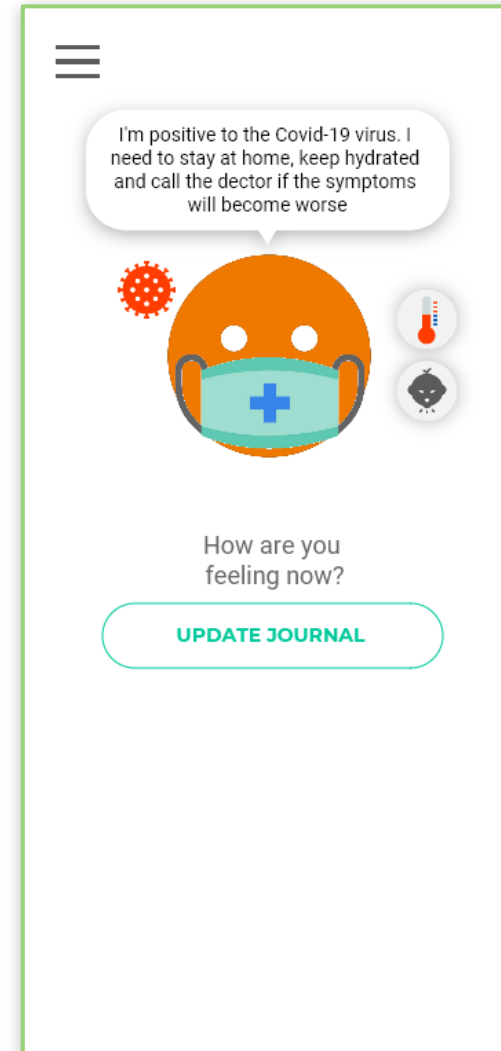 I'm positive to the Covid-19 virus. I
need to stay at home, keep hydrated
and call the dector if the symptoms
will become worse
How are you
feeling now?
UPDATE JOURNAL